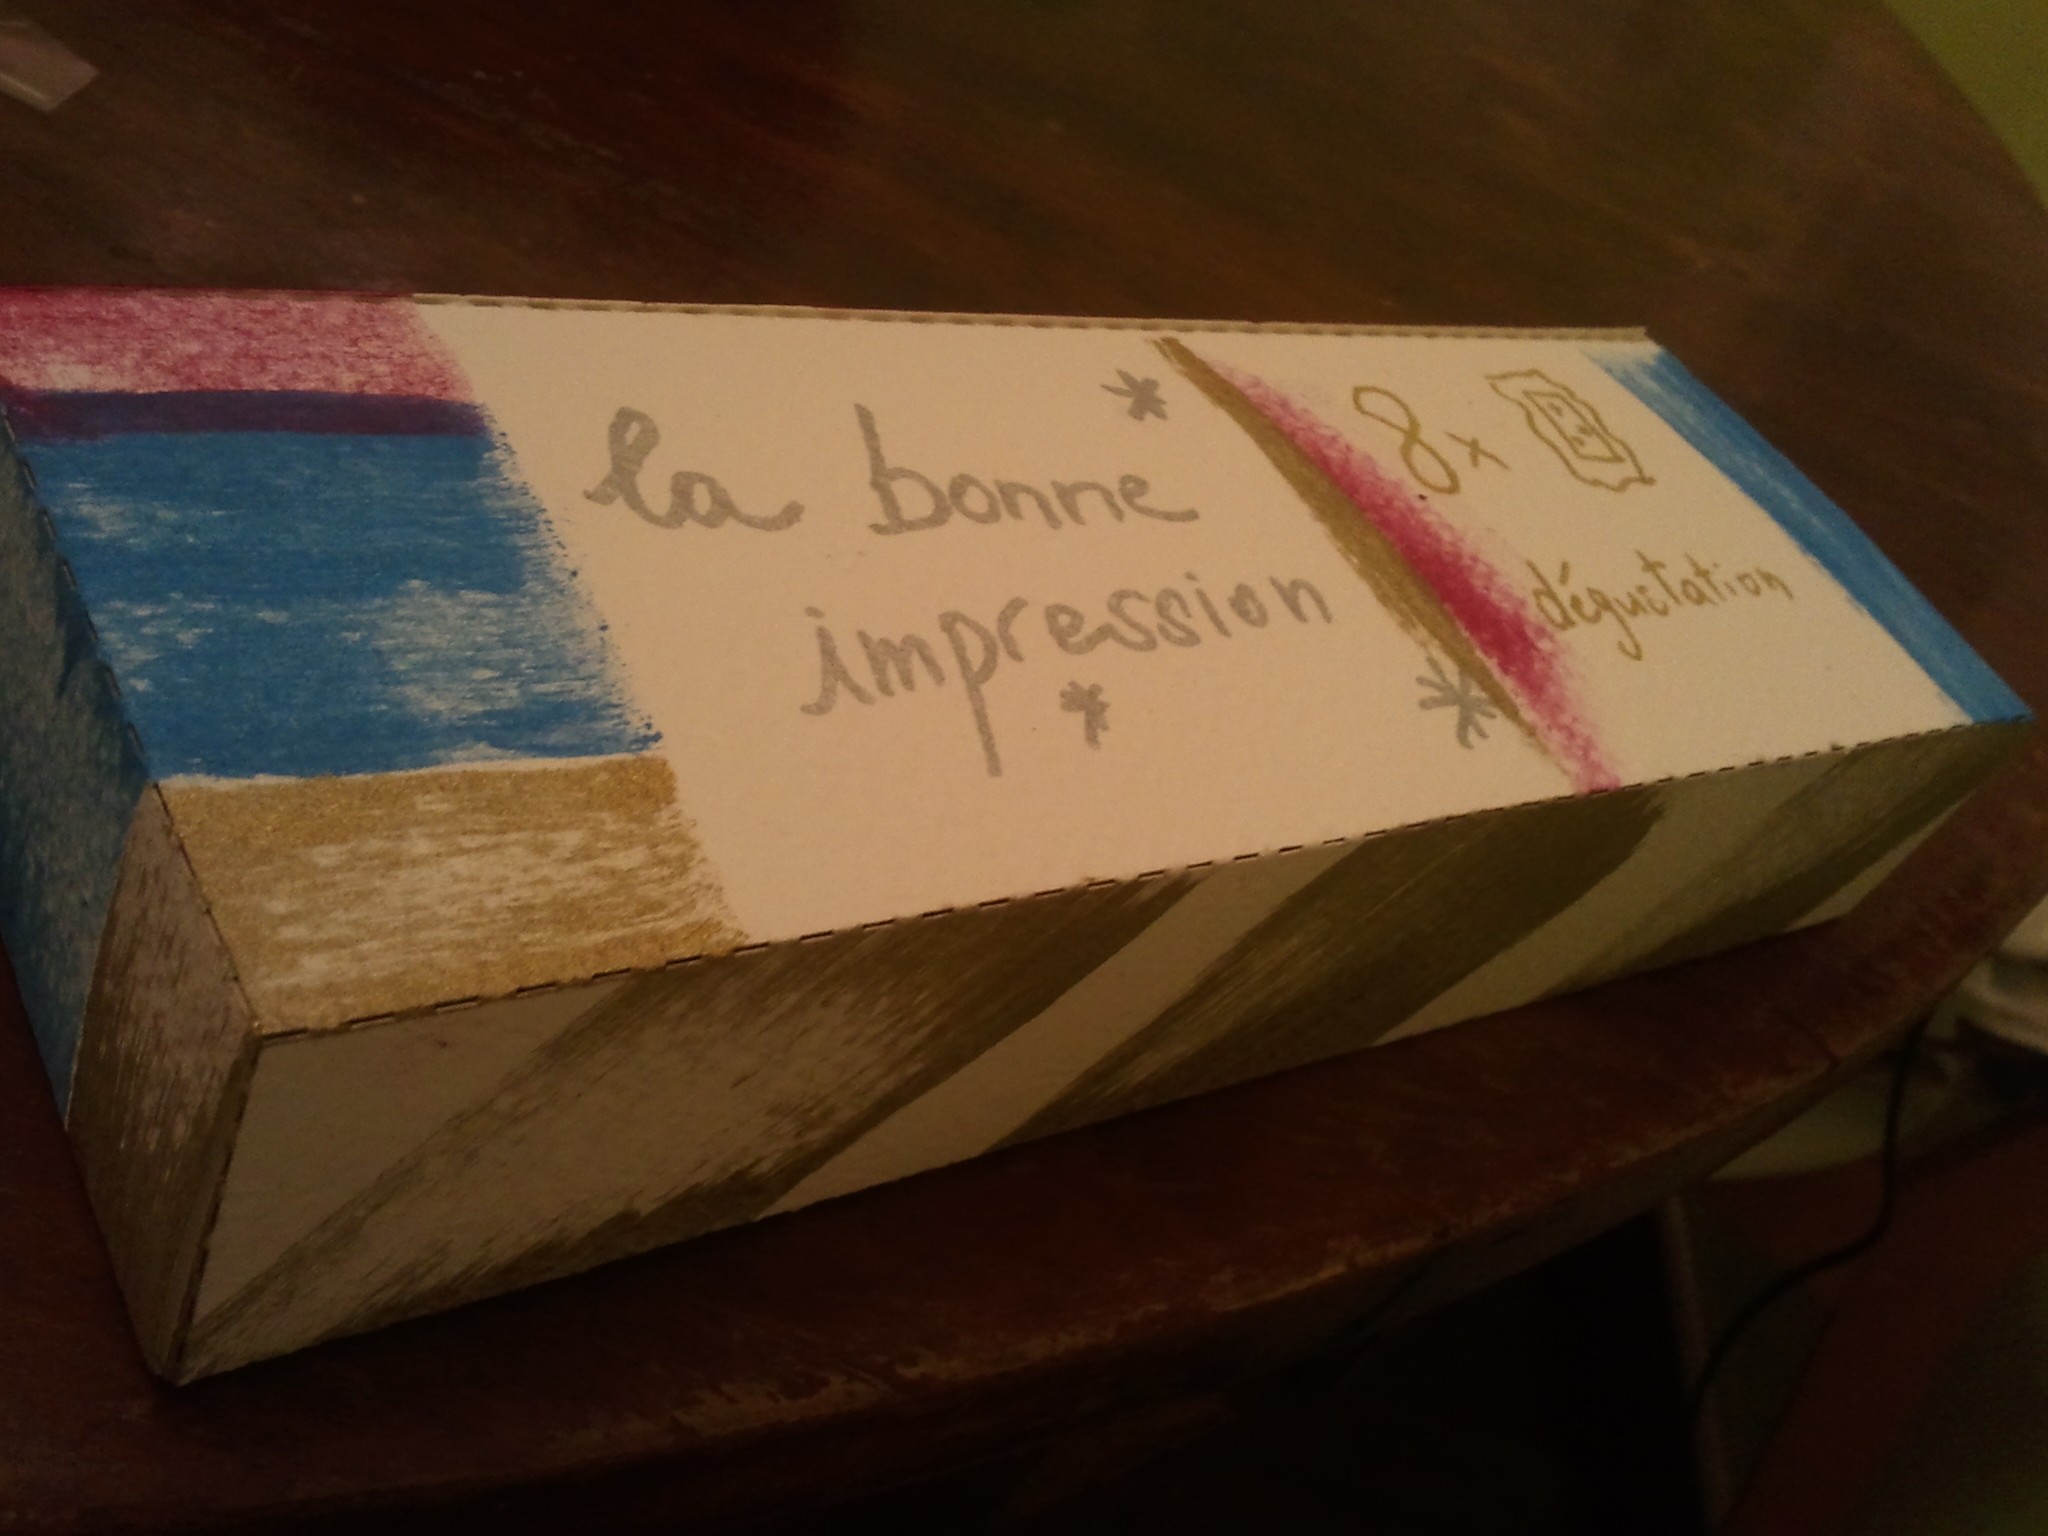 la bonne
impression
8x
dégustation